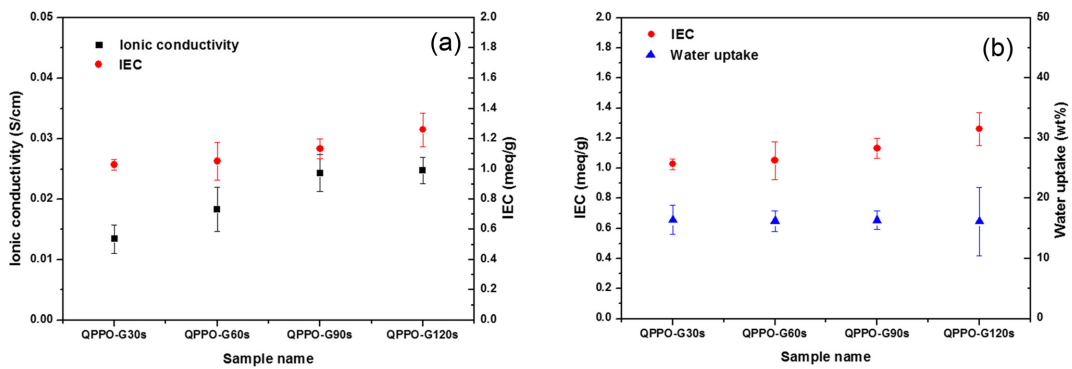 (a)
Ionic conductivity
IEC
Ionic conductivity (S/cm)
0.05
0.04
0.03
0.02
0.01
0.00
2.0
1.8
1.6
1.4
1.2
1.0
0.8
0.6
0.4
0.2
0.0
IEC (meq/g)
QPPO-G30s QPPO-G60s QPPO-G90s QPPO-G120s
Sample name
(b)
IEC
Water uptake
IEC (meq/g)
2.0
1.8
1.6
1.4
1.2
1.0
0.8
0.6
0.4
0.2
0.0
50
40
30
20
10
0
Water uptake (wt%)
QPPO-G30s QPPO-G60s QPPO-G90s QPPO-G120s
Sample name